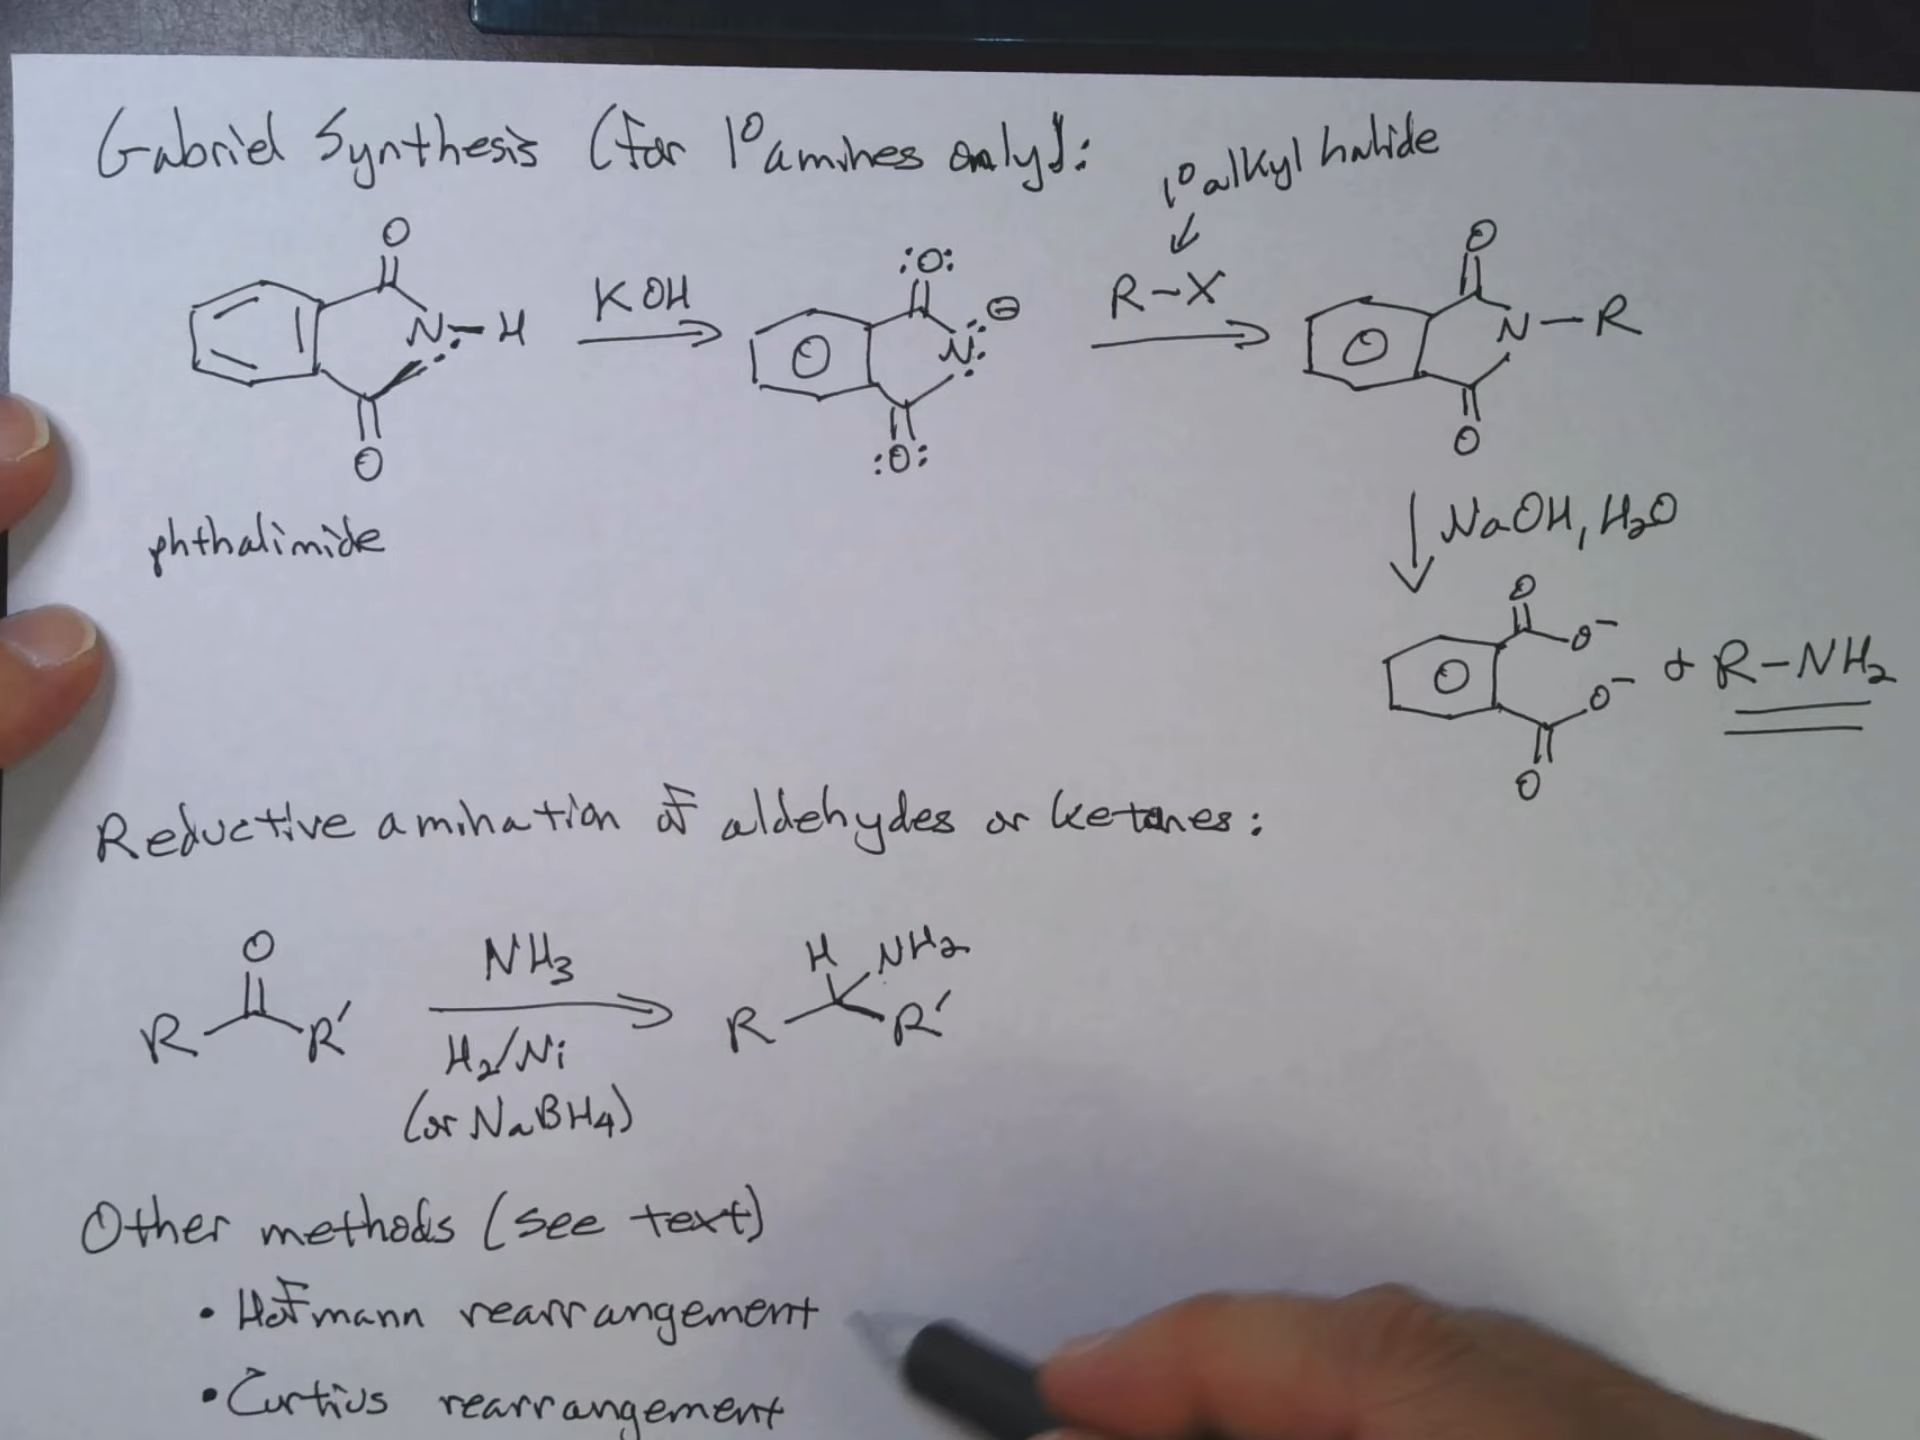 Gabriel Synthesis (for 1° amines only):
1° alkyl halide
O
N
H
O
KOH
:O:
N
⊖
:O:
R-X
O
N-R
O
phthalimide
NaOH, H2O
O
O-
O-
O
+ R-NH2
Reductive amination of aldehydes or ketones:
O
R
R'
NH3
H2/Ni
(or NaBH4)
H
NH2
R
R'
Other methods (see text)
• Hofmann rearrangement
• Curtius rearrangement